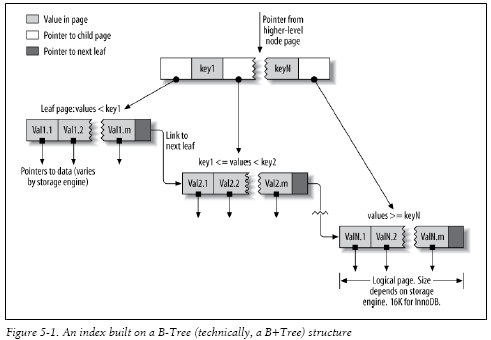 Value in page
Pointer to child page
Pointer to next leaf
Pointer from
higher-level
node page
key1
keyN
Leaf page: values < key1
Val1.1
Val1.2
Val1.m
Link to
next leaf
Pointers to data (varies
by storage engine)
key1 <= values < key2
Val2.1
Val2.2
Val2.m
values >= keyN
ValN.1
ValN.2
ValN.m
Logical page. Size
depends on storage
engine. 16K for InnoDB.
Figure 5-1. An index built on a B-Tree (technically, a B+Tree) structure